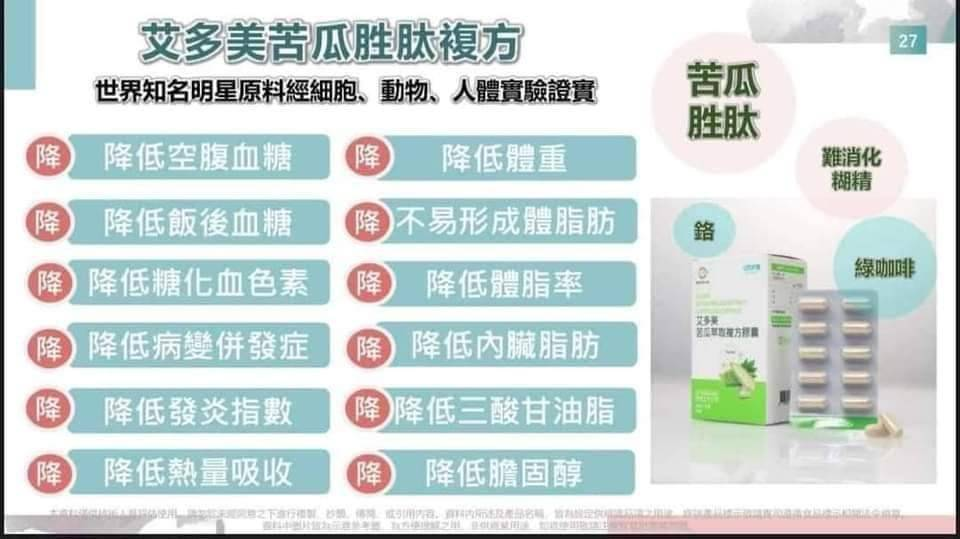 艾多美苦瓜胜肽複方
27
世界知名明星原料經細胞、動物、人體實驗證實
降 降低空腹血糖
降 降低飯後血糖
降 降低糖化血色素
降 降低病變併發症
降 降低發炎指數
降 降低熱量吸收
降 降低體重
降 不易形成體脂肪
降 降低體脂率
降 降低內臟脂肪
降 降低三酸甘油脂
降 降低膽固醇
苦瓜
胜肽
難消化
糊精
鉻
綠咖啡
艾多美
苦瓜萃取複方膠囊